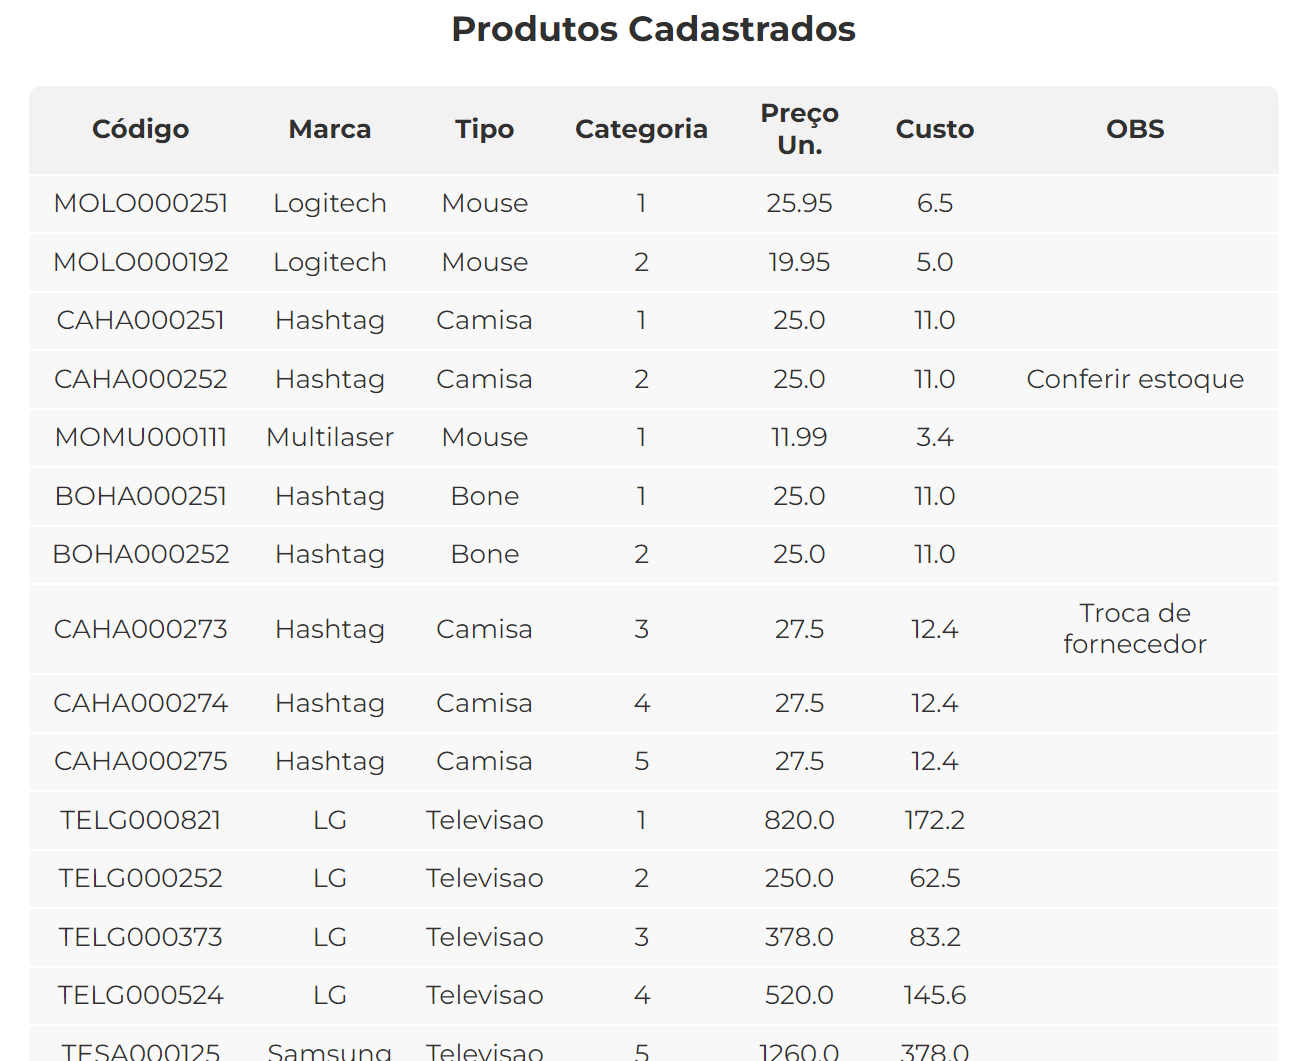 Produtos Cadastrados
Código Marca Tipo Categoria Preço Un. Custo OBS
MOLO000251 Logitech Mouse 1 25.95 6.5
MOLO000192 Logitech Mouse 2 19.95 5.0
CAHA000251 Hashtag Camisa 1 25.0 11.0
CAHA000252 Hashtag Camisa 2 25.0 11.0 Conferir estoque
MOMU000111 Multilaser Mouse 1 11.99 3.4
BOHA000251 Hashtag Bone 1 25.0 11.0
BOHA000252 Hashtag Bone 2 25.0 11.0
CAHA000273 Hashtag Camisa 3 27.5 12.4 Troca de fornecedor
CAHA000274 Hashtag Camisa 4 27.5 12.4
CAHA000275 Hashtag Camisa 5 27.5 12.4
TELG000821 LG Televisao 1 820.0 172.2
TELG000252 LG Televisao 2 250.0 62.5
TELG000373 LG Televisao 3 378.0 83.2
TELG000524 LG Televisao 4 520.0 145.6
TESA000125 Samsung Televisao 5 1260.0 378.0